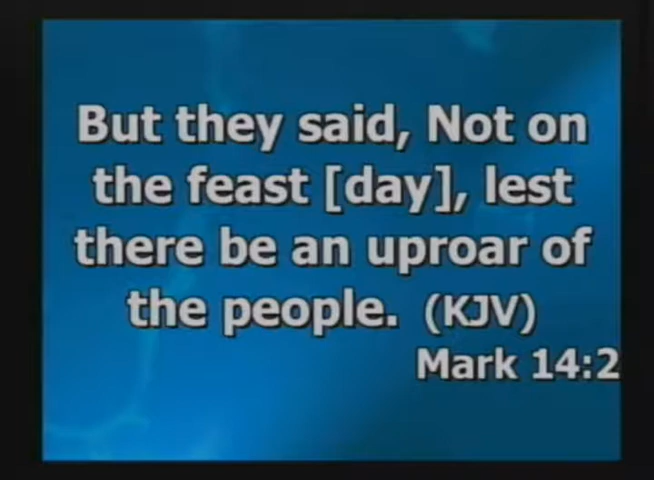 But they said, Not on
the feast [day], lest
there be an uproar of
the people. (KJV)
Mark 14:2